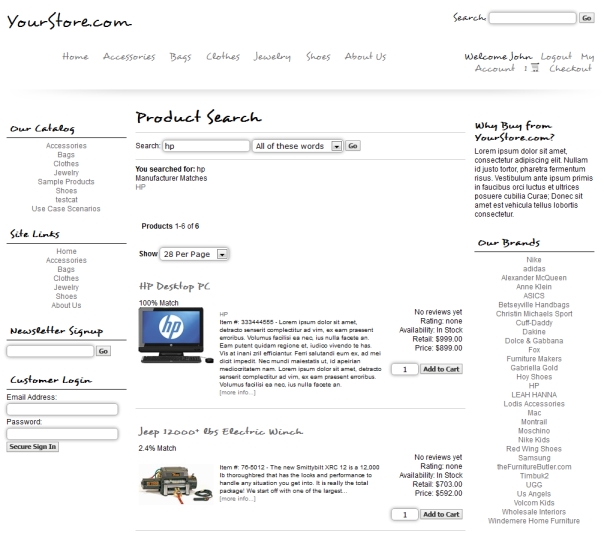 YourStore.com
Search: Go
Home Accessories Bags Clothes Jewelry Shoes About Us
Welcome John Logout My
Account 1 Checkout
Our Catalog
Accessories
Bags
Clothes
Jewelry
Sample Products
Shoes
testcat
Use Case Scenarios
Site Links
Home
Accessories
Bags
Clothes
Jewelry
Shoes
About Us
Newsletter Signup
Go
Customer Login
Email Address:
Password:
Secure Sign In
Product Search
Search: hp All of these words Go
You searched for: hp
Manufacturer Matches
HP
Products 1-6 of 6
Show 28 Per Page
HP Desktop PC
100% Match
hp
HP
Item #: 333444555 - Lorem ipsum dolor sit amet,
detracto senserit complecditur ad vim, ex eam praesent
erroribus. Volumus facilisi ea nec, ius nulla facete an.
Eam putent quidam regione et, iudico vivendo te has.
Vis at inani zril efficiantur. Ferri salutandi eum ex, ad mei
didit impedit. Nec mundi maiestatis ut, id apeirian
mediocritatem nam. Lorem ipsum dolor sit amet, detracto
senserit complecditur ad vim, ex eam praesent erroribus.
Volumus facilisi ea nec, ius nulla facete an.
[more info...]
No reviews yet
Rating: none
Availability: In Stock
Retail: $999.00
Price: $899.00
1 Add to Cart
Jeep 12000+ lbs Electric Winch
2.4% Match
Item #: 76-5012 - The new Smittybilt XRC 12 is a 12,000
lb thoroughbred that has the looks and performance to
handle any situation you get into. It is really the total
package! We start off with one of the largest...
[more info...]
No reviews yet
Rating: none
Availability: In Stock
Retail: $703.00
Price: $592.00
1 Add to Cart
Why Buy from
YourStore.com?
Lorem ipsum dolor sit amet,
consectetur adipiscing elit. Nullam
id justo tortor, pharetra fermentum
risus. Vestibulum ante ipsum primis
in faucibus orci luctus et ultrices
posuere cubilia Curae; Donec sit
amet est vehicula tellus lobortis
consectetur.
Our Brands
Nike
adidas
Alexander McQueen
Anne Klein
ASICS
Betseyville Handbags
Christin Michaels Sport
Cuff-Daddy
Dakine
Dolce & Gabbana
Fox
Furniture Makers
Gabriella Gold
Hoy Shoes
HP
LEAH HANNA
Lodis Accessories
Mac
Montrail
Moschino
Nike Kids
Red Wing Shoes
Samsung
theFurnitureButler.com
Timbuk2
UGG
Us Angels
Volcom Kids
Wholesale Interiors
Windemere Home Furniture